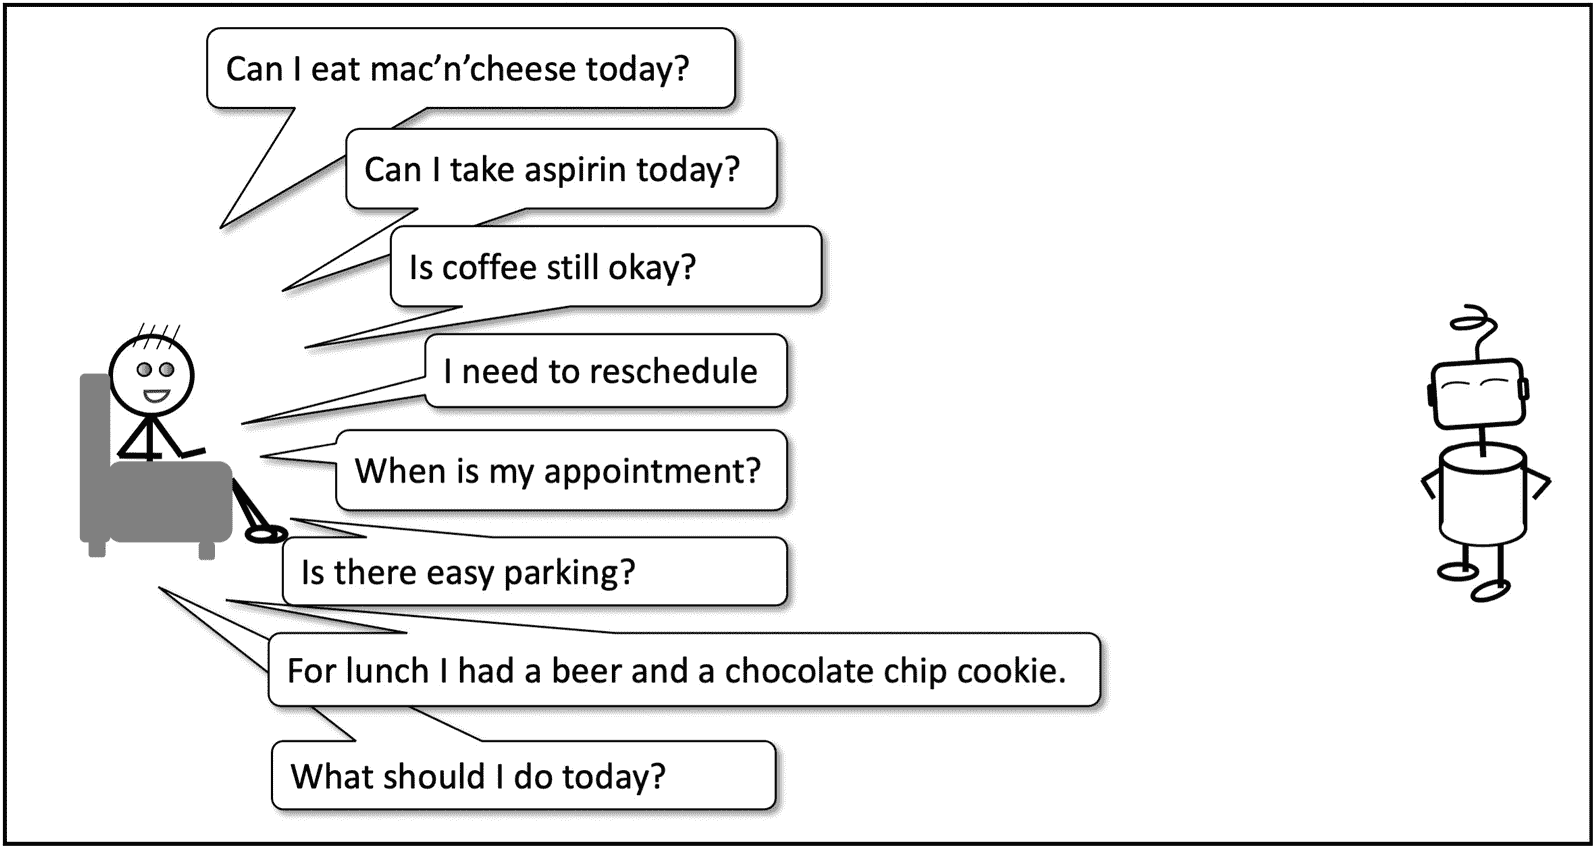 Can I eat mac’n’cheese today?
Can I take aspirin today?
Is coffee still okay?
I need to reschedule
When is my appointment?
Is there easy parking?
For lunch I had a beer and a chocolate chip cookie.
What should I do today?